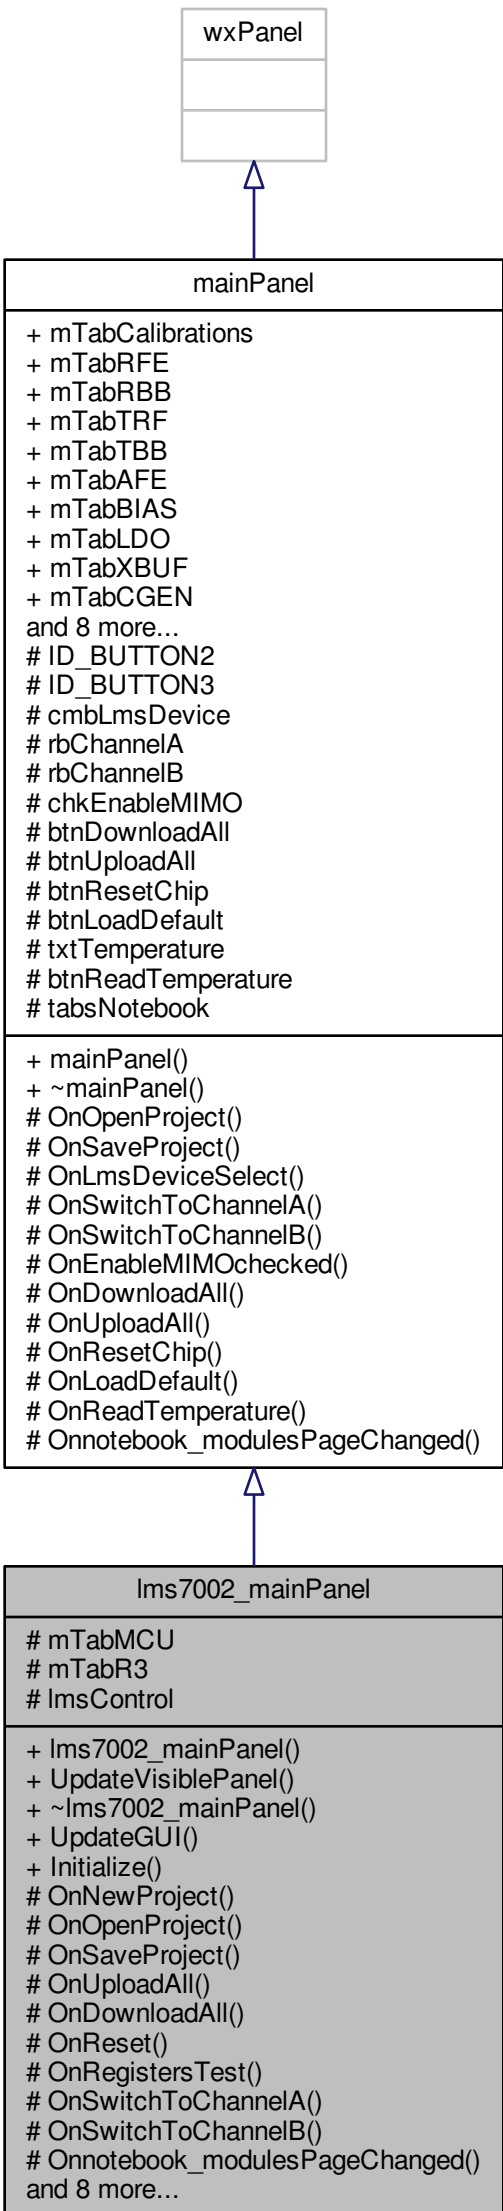 wxPanel
mainPanel
+ mTabCalibrations
+ mTabRFE
+ mTabRBB
+ mTabTRF
+ mTabTBB
+ mTabAFE
+ mTabBIAS
+ mTabLDO
+ mTabXBUF
+ mTabCGEN
and 8 more...
# ID_BUTTON2
# ID_BUTTON3
# cmbLmsDevice
# rbChannelA
# rbChannelB
# chkEnableMIMO
# btnDownloadAll
# btnUploadAll
# btnResetChip
# btnLoadDefault
# txtTemperature
# btnReadTemperature
# tabsNotebook
+ mainPanel()
+ ~mainPanel()
# OnOpenProject()
# OnSaveProject()
# OnLmsDeviceSelect()
# OnSwitchToChannelA()
# OnSwitchToChannelB()
# OnEnableMIMOchecked()
# OnDownloadAll()
# OnUploadAll()
# OnResetChip()
# OnLoadDefault()
# OnReadTemperature()
# Onnotebook_modulesPageChanged()
lms7002_mainPanel
# mTabMCU
# mTabR3
# lmsControl
+ lms7002_mainPanel()
+ UpdateVisiblePanel()
+ ~lms7002_mainPanel()
+ UpdateGUI()
+ Initialize()
# OnNewProject()
# OnOpenProject()
# OnSaveProject()
# OnUploadAll()
# OnDownloadAll()
# OnReset()
# OnRegistersTest()
# OnSwitchToChannelA()
# OnSwitchToChannelB()
# Onnotebook_modulesPageChanged()
and 8 more...